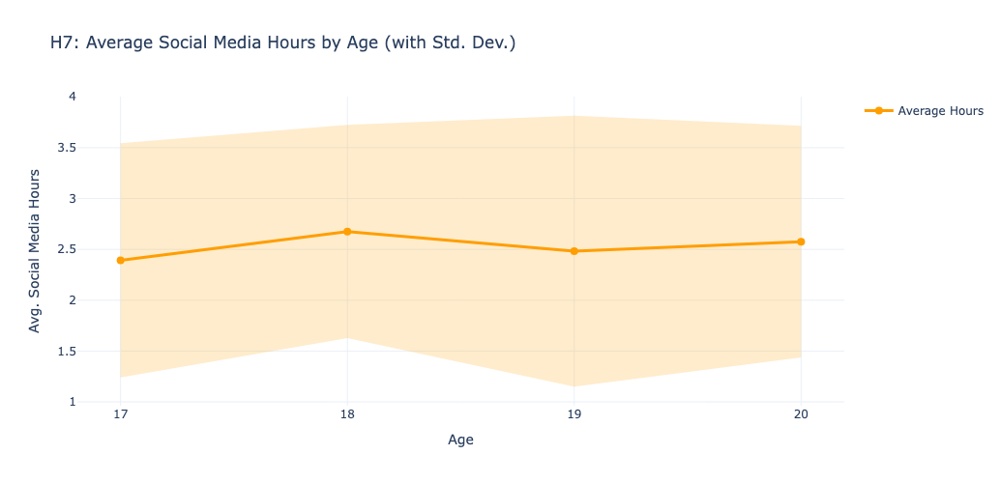 H7: Average Social Media Hours by Age (with Std. Dev.)
Average Hours
Avg. Social Media Hours
4
3.5
3
2.5
2
1.5
1
17
18
19
20
Age